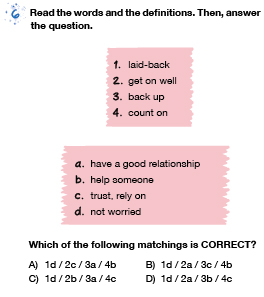 6 Read the words and the definitions. Then, answer
the question.
1. laid-back
2. get on well
3. back up
4. count on
a. have a good relationship
b. help someone
c. trust, rely on
d. not worried
Which of the following matchings is CORRECT?
A) 1d / 2c / 3a / 4b B) 1d / 2a / 3c / 4b
C) 1d / 2b / 3a / 4c D) 1d / 2a / 3b / 4c